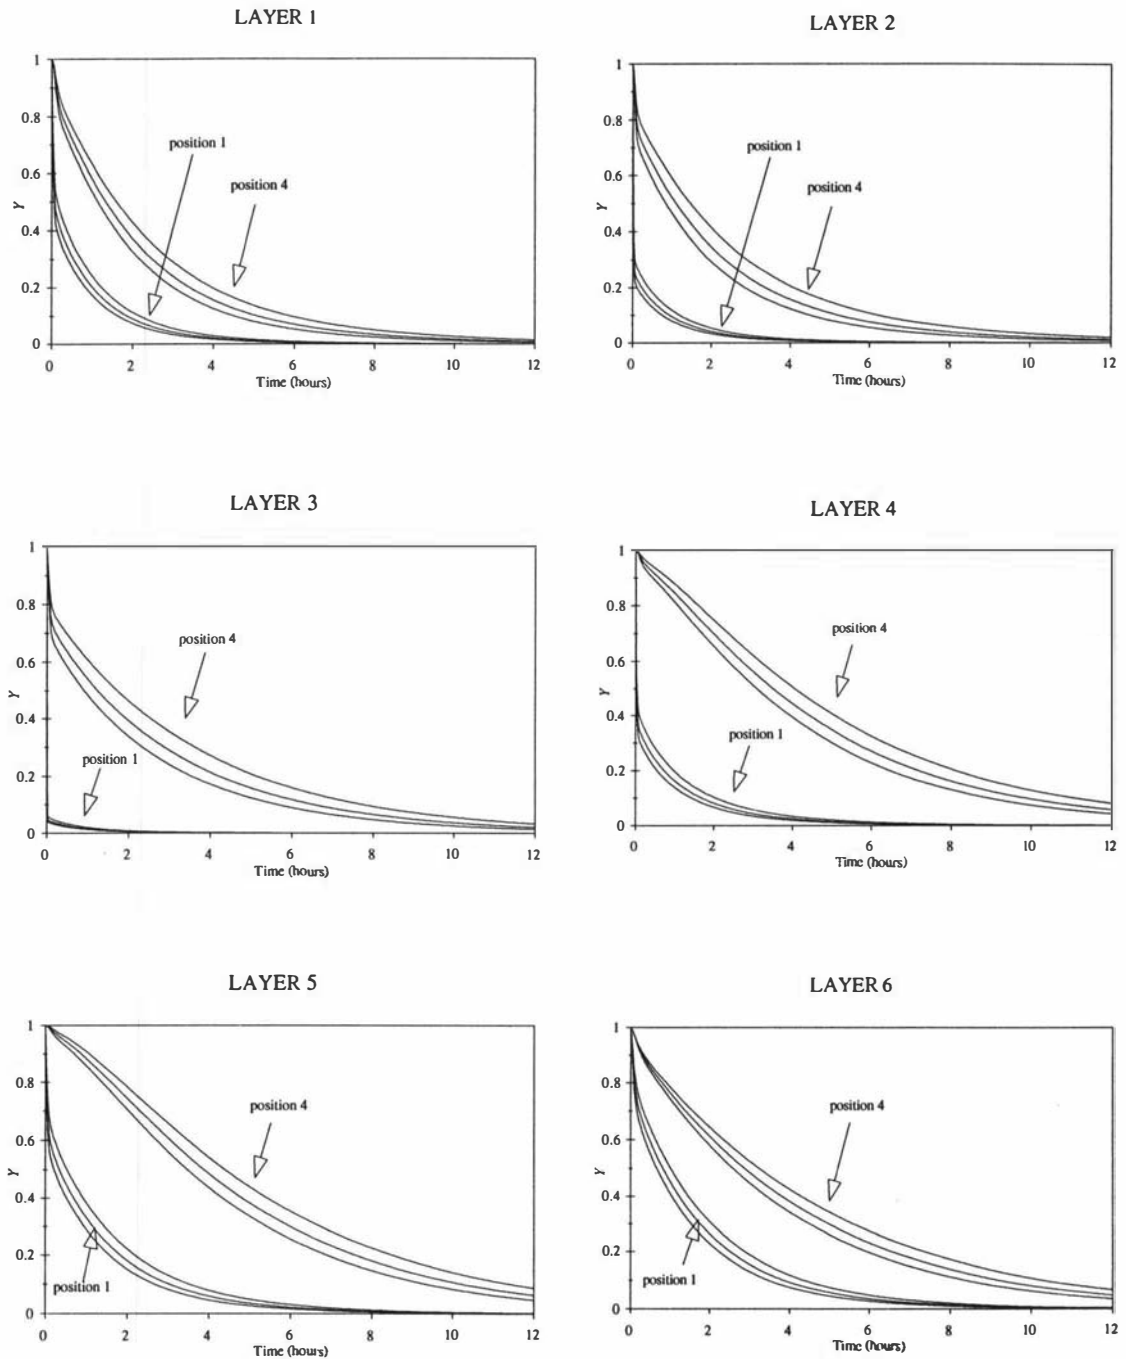 LAYER 1
1
0.8
0.6
0.4
0.2
0
Y
position 1
position 4
0 2 4 6 8 10 12
Time (hours)
LAYER 2
1
0.8
0.6
0.4
0.2
0
Y
position 1
position 4
0 2 4 6 8 10 12
Time (hours)
LAYER 3
1
0.8
0.6
0.4
0.2
0
Y
position 4
position 1
0 2 4 6 8 10 12
Time (hours)
LAYER 4
1
0.8
0.6
0.4
0.2
0
Y
position 4
position 1
0 2 4 6 8 10 12
Time (hours)
LAYER 5
1
0.8
0.6
0.4
0.2
0
Y
position 4
position 1
0 2 4 6 8 10 12
Time (hours)
LAYER 6
1
0.8
0.6
0.4
0.2
0
Y
position 4
position 1
0 2 4 6 8 10 12
Time (hours)